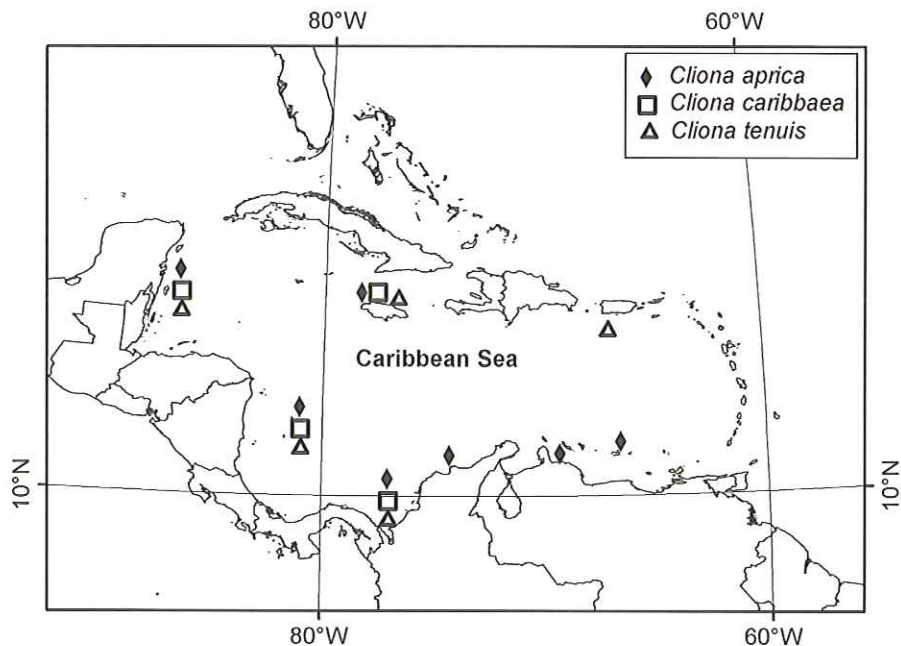 80°W 60°W
Cliona aprica
Cliona caribbaea
Cliona tenuis
Caribbean Sea
10°N 10°N
80°W 60°W